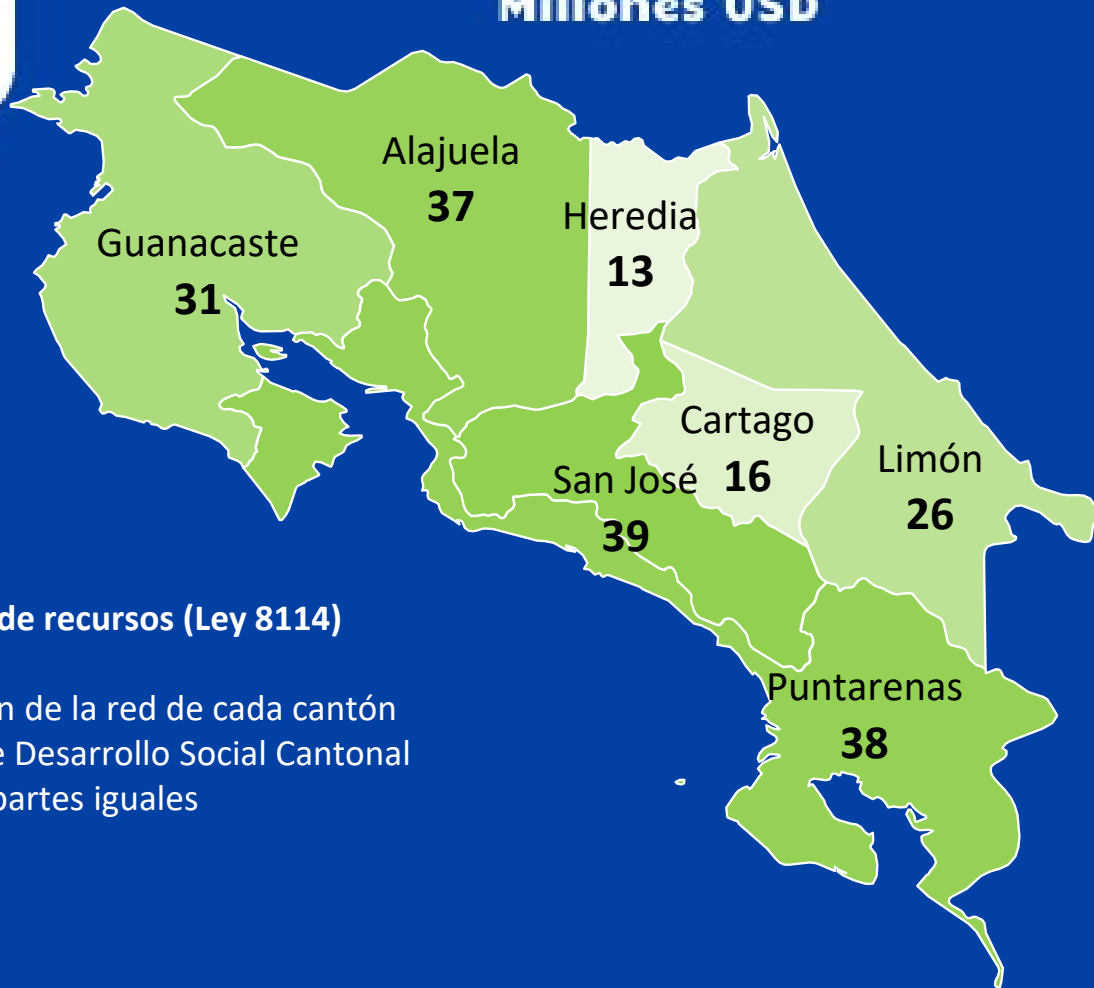 Millones USD
Alajuela
37
Heredia
13
Guanacaste
31
Cartago
16
Limón
26
San José
39
de recursos (Ley 8114)
Puntarenas
38
de la red de cada cantón
Desarrollo Social Cantonal
partes iguales